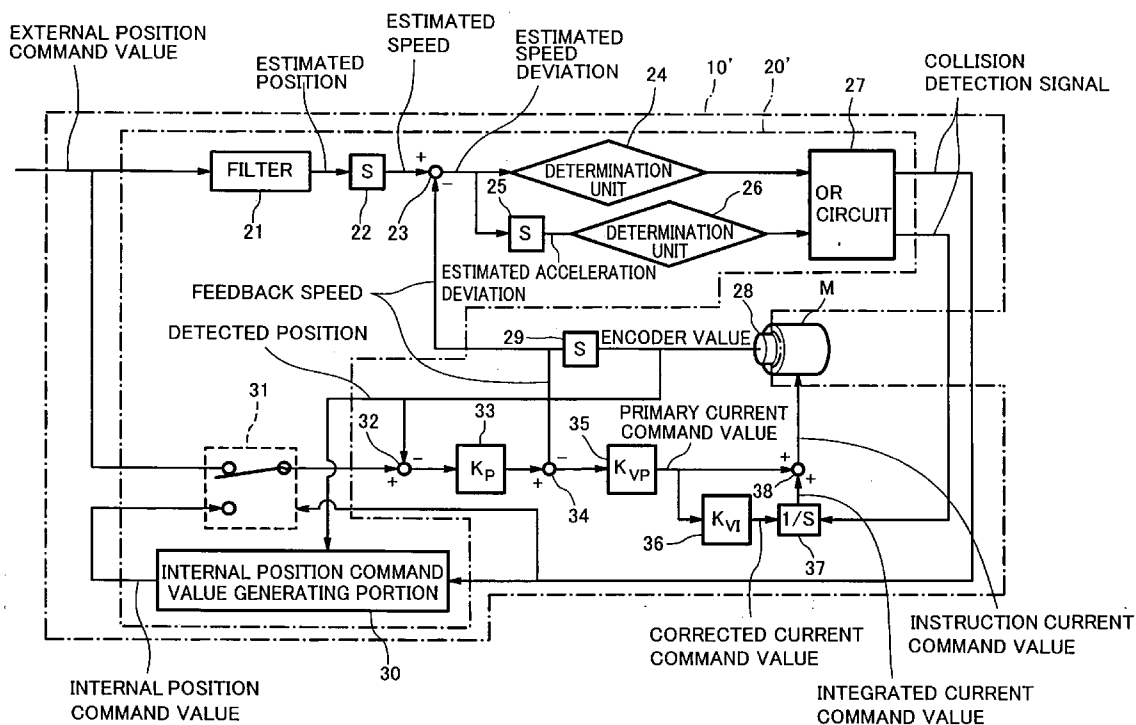 EXTERNAL POSITION
COMMAND VALUE
ESTIMATED
POSITION
ESTIMATED
SPEED
ESTIMATED
SPEED
DEVIATION
24
10'
20'
27
COLLISION
DETECTION SIGNAL
FILTER
21
S
22
+
-
23
DETERMINATION
UNIT
25
S
26
DETERMINATION
UNIT
OR
CIRCUIT
ESTIMATED ACCELERATION
DEVIATION
FEEDBACK SPEED
DETECTED POSITION
29
S
ENCODER VALUE
28
M
31
32
+
-
33
KP
+
-
34
35
KVP
PRIMARY CURRENT
COMMAND VALUE
+
38
+
36
KVI
1/S
37
INTERNAL POSITION COMMAND
VALUE GENERATING PORTION
30
INTERNAL POSITION
COMMAND VALUE
CORRECTED CURRENT
COMMAND VALUE
INSTRUCTION CURRENT
COMMAND VALUE
INTEGRATED CURRENT
COMMAND VALUE